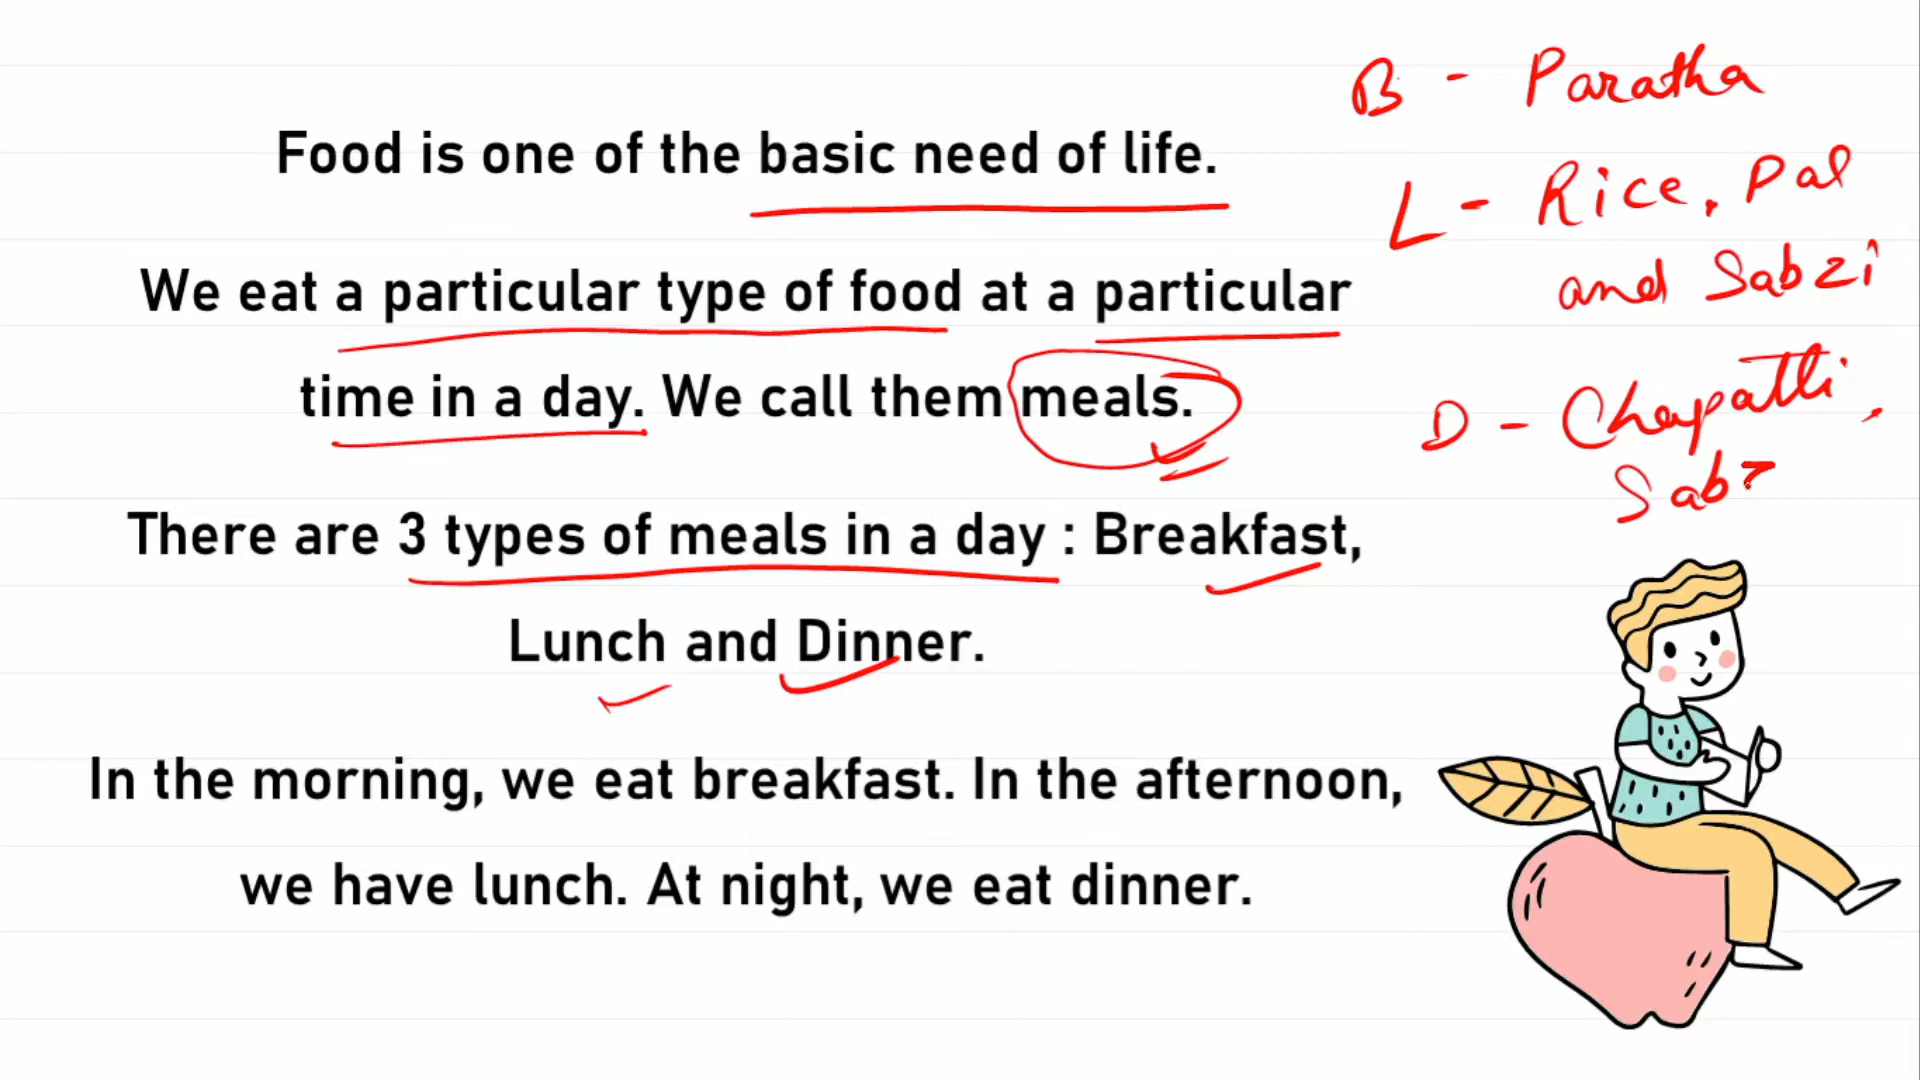 Food is one of the basic need of life.
We eat a particular type of food at a particular
time in a day. We call them meals.
There are 3 types of meals in a day : Breakfast,
Lunch and Dinner.
In the morning, we eat breakfast. In the afternoon,
we have lunch. At night, we eat dinner.
B - Paratha
L - Rice, Dal
and Sabzi
D - Chapatti,
Sabz